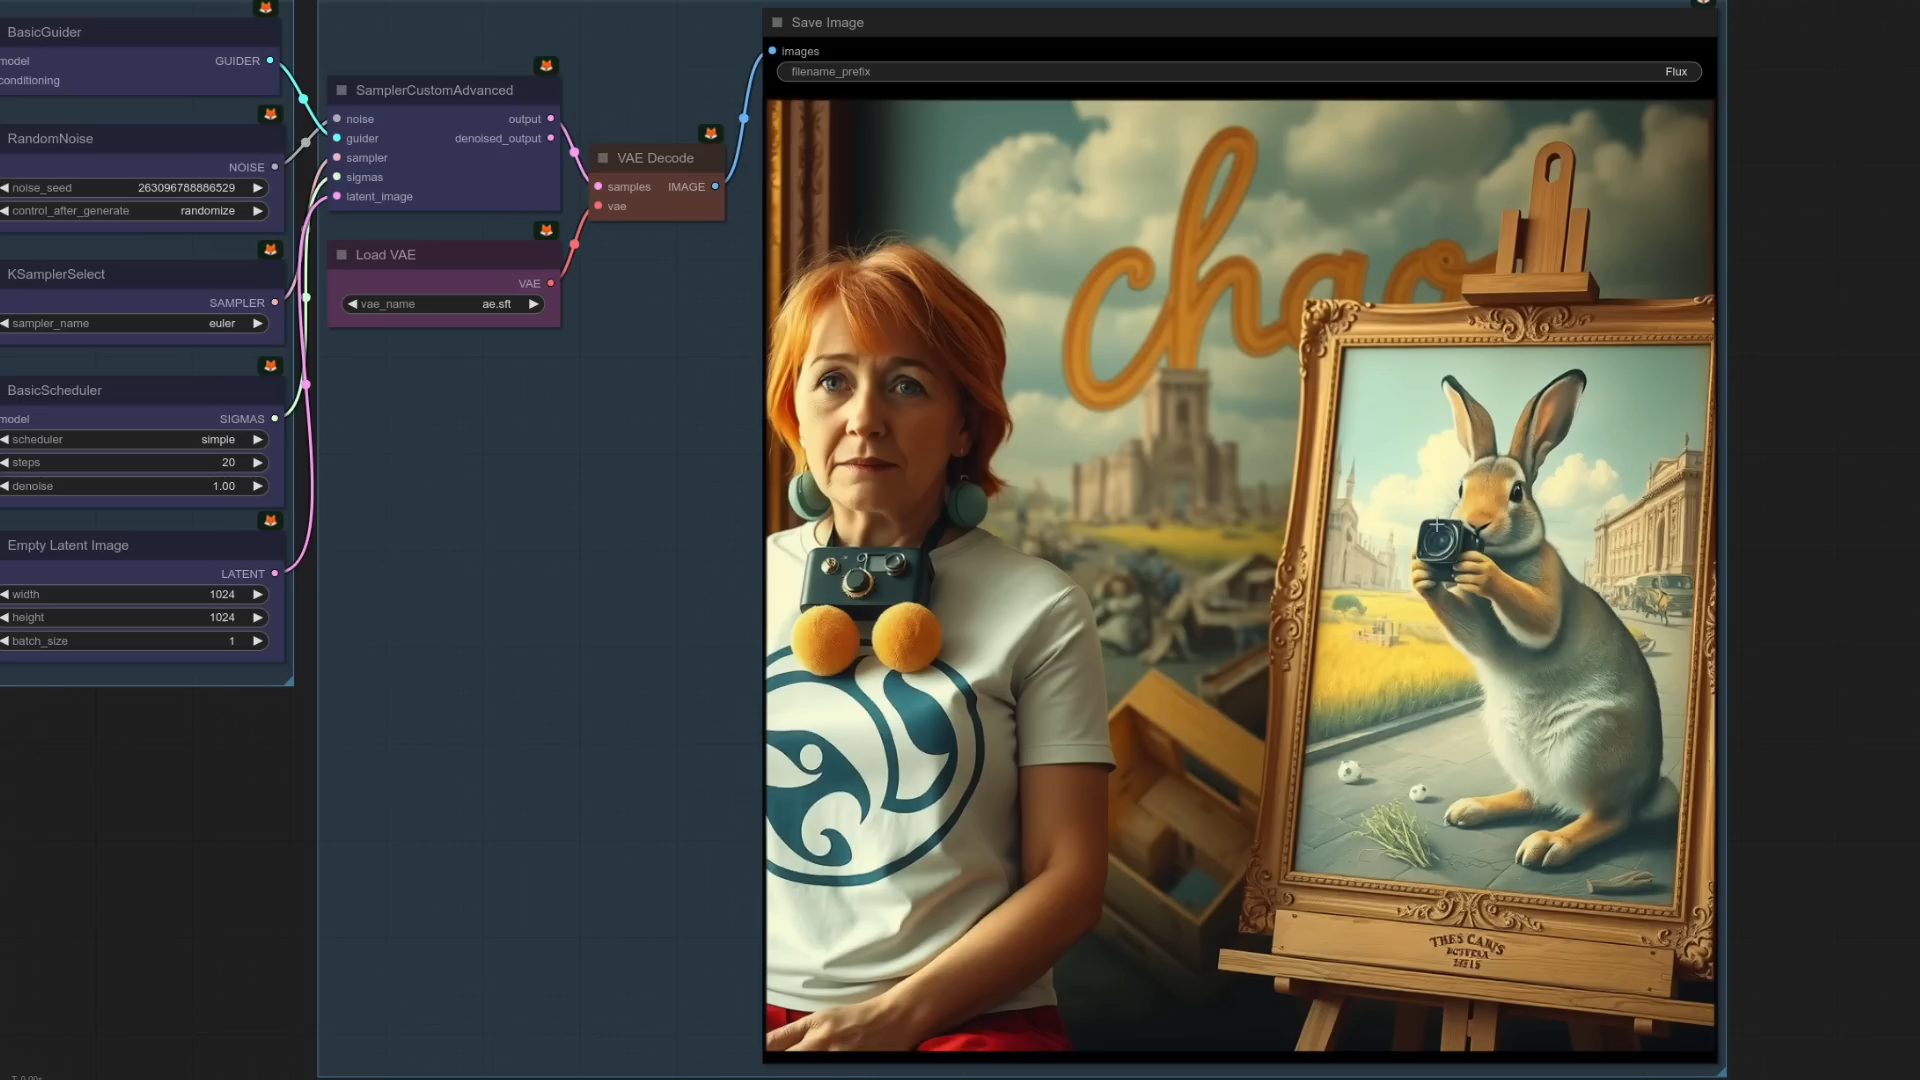 BasicGuider
model
GUIDER
conditioning
RandomNoise
NOISE
noise_seed 263096788886529
control_after_generate randomize
KSamplerSelect
SAMPLER
sampler_name euler
BasicScheduler
model
SIGMAS
scheduler simple
steps 20
denoise 1.00
Empty Latent Image
LATENT
width 1024
height 1024
batch_size 1
SamplerCustomAdvanced
noise output
guider denoised_output
sampler
sigmas
latent_image
Load VAE
VAE
vae_name ae.sft
VAE Decode
samples IMAGE
vae
Save Image
images
filename_prefix Flux
chao